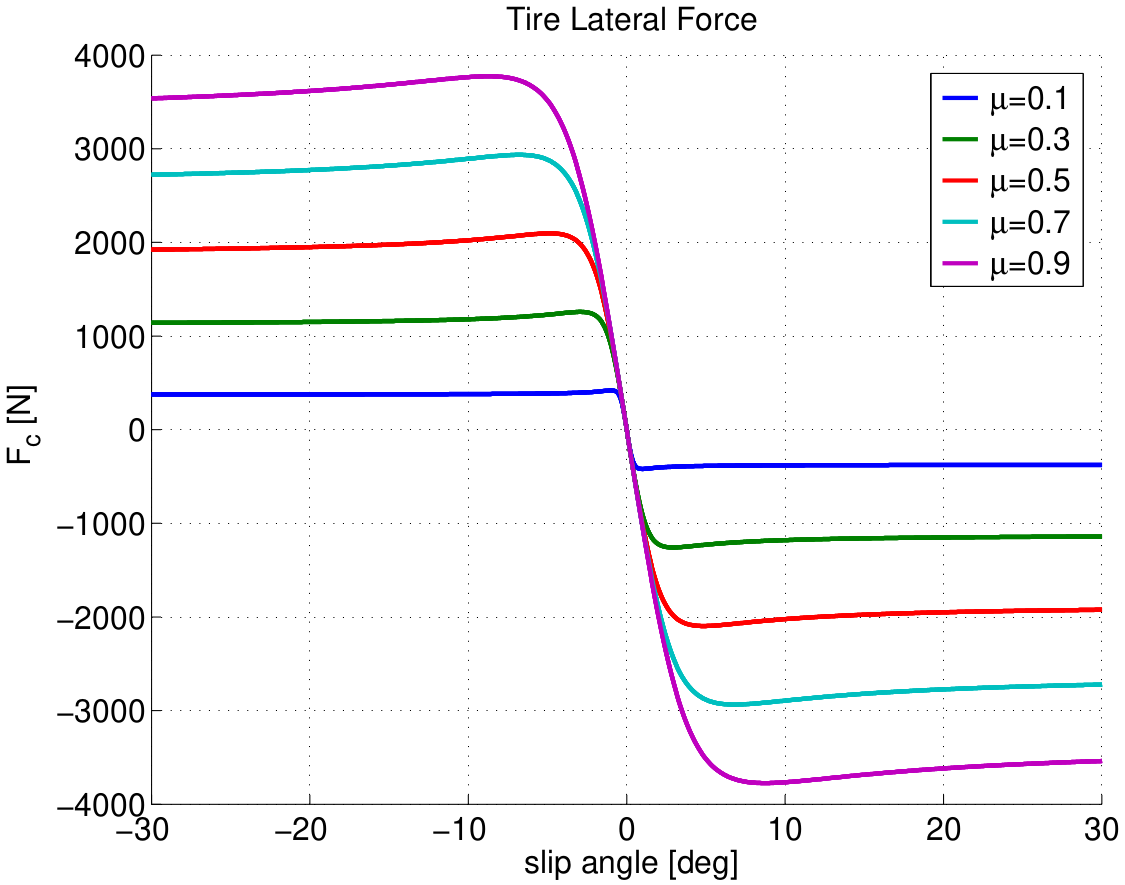 Tire Lateral Force
4000
3000
2000
1000
0
−1000
−2000
−3000
−4000
F_c [N]
μ=0.1
μ=0.3
μ=0.5
μ=0.7
μ=0.9
−30 −20 −10 0 10 20 30
slip angle [deg]